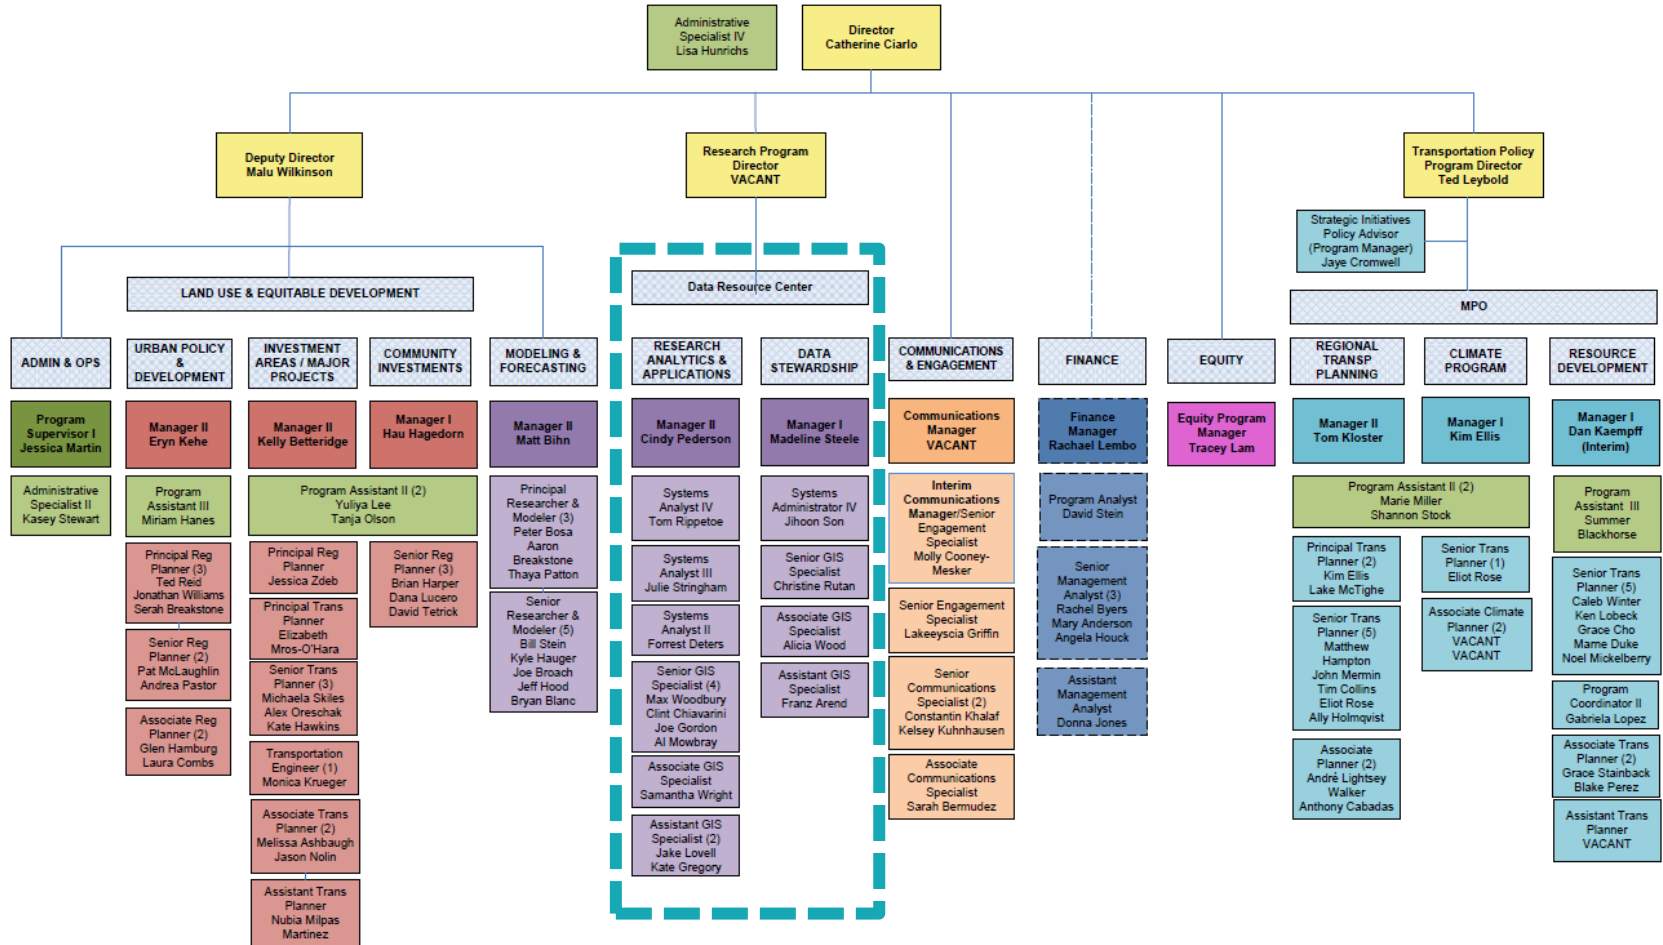 Administrative
Specialist IV
Lisa Hunrichs
Director
Catherine Ciarlo
Deputy Director
Malu Wilkinson
Research Program
Director
VACANT
Transportation Policy
Program Director
Ted Leybold
Strategic Initiatives
Policy Advisor
(Program Manager)
Jaye Cromwell
LAND USE & EQUITABLE DEVELOPMENT
Data Resource Center
MPO
ADMIN & OPS
Program
Supervisor I
Jessica Martin
Administrative
Specialist II
Kasey Stewart
URBAN POLICY
&
DEVELOPMENT
Manager II
Eryn Kehe
Program
Assistant III
Miriam Hanes
Principal Reg
Planner (3)
Ted Reid
Jonathan Williams
Serah Breakstone
Senior Reg
Planner (2)
Pat McLaughlin
Andrea Pastor
Associate Reg
Planner (2)
Glen Hamburg
Laura Combs
INVESTMENT
AREAS / MAJOR
PROJECTS
Manager II
Kelly Betteridge
COMMUNITY
INVESTMENTS
Manager I
Hau Hagedorn
Program Assistant II (2)
Yuliya Lee
Tanja Olson
Principal Reg
Planner
Jessica Zdeb
Principal Trans
Planner
Elizabeth
Mros-O'Hara
Senior Trans
Planner (3)
Michaela Skiles
Alex Oreschak
Kate Hawkins
Transportation
Engineer (1)
Monica Krueger
Associate Trans
Planner (2)
Melissa Ashbaugh
Jason Nolin
Assistant Trans
Planner
Nubia Milpas
Martinez
Senior Reg
Planner (3)
Brian Harper
Dana Lucero
David Tetrick
MODELING &
FORECASTING
Manager II
Matt Bihn
Principal
Researcher &
Modeler (3)
Peter Bosa
Aaron
Breakstone
Thaya Patton
Senior
Researcher &
Modeler (5)
Bill Stein
Kyle Hauger
Joe Broach
Jeff Hood
Bryan Blanc
RESEARCH
ANALYTICS &
APPLICATIONS
Manager II
Cindy Pederson
Systems
Analyst IV
Tom Rippetoe
Systems
Analyst III
Julie Stringham
Systems
Analyst II
Forrest Deters
Senior GIS
Specialist (4)
Max Woodbury
Clint Chiavarini
Joe Gordon
Al Mowbray
Associate GIS
Specialist
Samantha Wright
Assistant GIS
Specialist (2)
Jake Lovell
Kate Gregory
DATA
STEWARDSHIP
Manager I
Madeline Steele
Systems
Administrator IV
Jihoon Son
Senior GIS
Specialist
Christine Rutan
Associate GIS
Specialist
Alicia Wood
Assistant GIS
Specialist
Franz Arend
COMMUNICATIONS
& ENGAGEMENT
Communications
Manager
VACANT
Interim
Communications
Manager/Senior
Engagement
Specialist
Molly Cooney-
Mesker
Senior Engagement
Specialist
Lakeeyscia Griffin
Senior
Communications
Specialist (2)
Constantin Khalaf
Kelsey Kuhnhausen
Associate
Communications
Specialist
Sarah Bermudez
FINANCE
Finance
Manager
Rachael Lembo
Program Analyst
David Stein
Senior
Management
Analyst (3)
Rachel Byers
Mary Anderson
Angela Houck
Assistant
Management
Analyst
Donna Jones
EQUITY
Equity Program
Manager
Tracey Lam
REGIONAL
TRANSP
PLANNING
Manager II
Tom Kloster
CLIMATE
PROGRAM
Manager I
Kim Ellis
Program Assistant II (2)
Marie Miller
Shannon Stock
Principal Trans
Planner (2)
Kim Ellis
Lake McTighe
Senior Trans
Planner (5)
Matthew
Hampton
John Mermin
Tim Collins
Eliot Rose
Ally Holmqvist
Associate
Planner (2)
André Lightsey
Walker
Anthony Cabadas
Senior Trans
Planner (1)
Eliot Rose
Associate Climate
Planner (2)
VACANT
VACANT
RESOURCE
DEVELOPMENT
Manager I
Dan Kaempff
(Interim)
Program
Assistant III
Summer
Blackhorse
Senior Trans
Planner (5)
Caleb Winter
Ken Lobeck
Grace Cho
Marne Duke
Noel Mickelberry
Program
Coordinator II
Gabriela Lopez
Associate Trans
Planner (2)
Grace Stainback
Blake Perez
Assistant Trans
Planner
VACANT